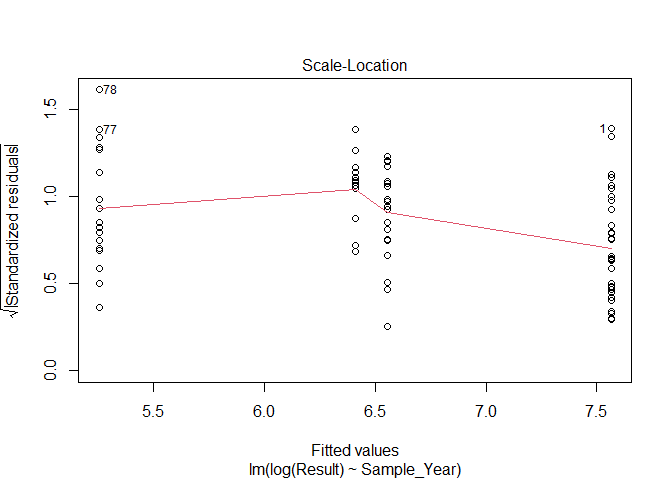 Scale-Location
√|Standardized residuals|
1.5
1.0
0.5
0.0
78
77
1
5.5 6.0 6.5 7.0 7.5
Fitted values
lm(log(Result) ~ Sample_Year)